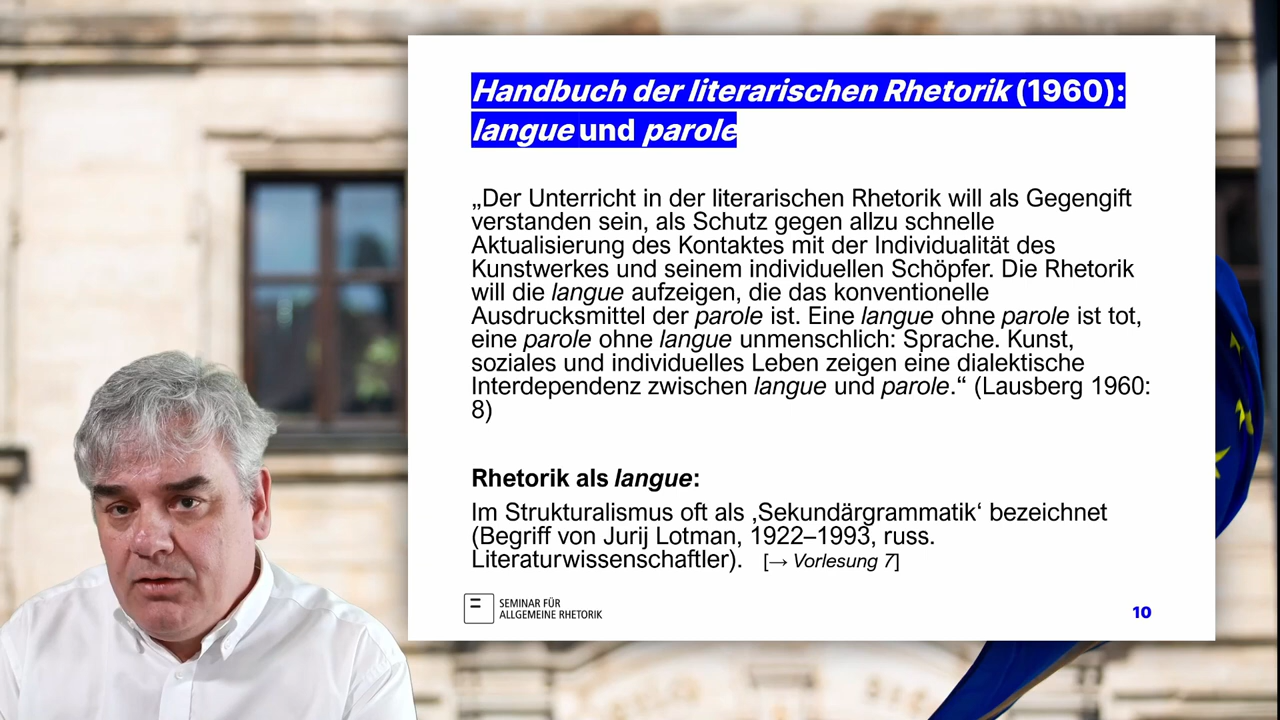 Handbuch der literarischen Rhetorik (1960):
langue und parole
„Der Unterricht in der literarischen Rhetorik will als Gegengift
verstanden sein, als Schutz gegen allzu schnelle
Aktualisierung des Kontaktes mit der Individualität des
Kunstwerkes und seinem individuellen Schöpfer. Die Rhetorik
will die langue aufzeigen, die das konventionelle
Ausdrucksmittel der parole ist. Eine langue ohne parole ist tot,
eine parole ohne langue unmenschlich: Sprache. Kunst,
soziales und individuelles Leben zeigen eine dialektische
Interdependenz zwischen langue und parole.“ (Lausberg 1960:
8)
Rhetorik als langue:
Im Strukturalismus oft als ‚Sekundärgrammatik‘ bezeichnet
(Begriff von Jurij Lotman, 1922–1993, russ.
Literaturwissenschaftler). [→ Vorlesung 7]
SEMINAR FÜR
ALLGEMEINE RHETORIK
10